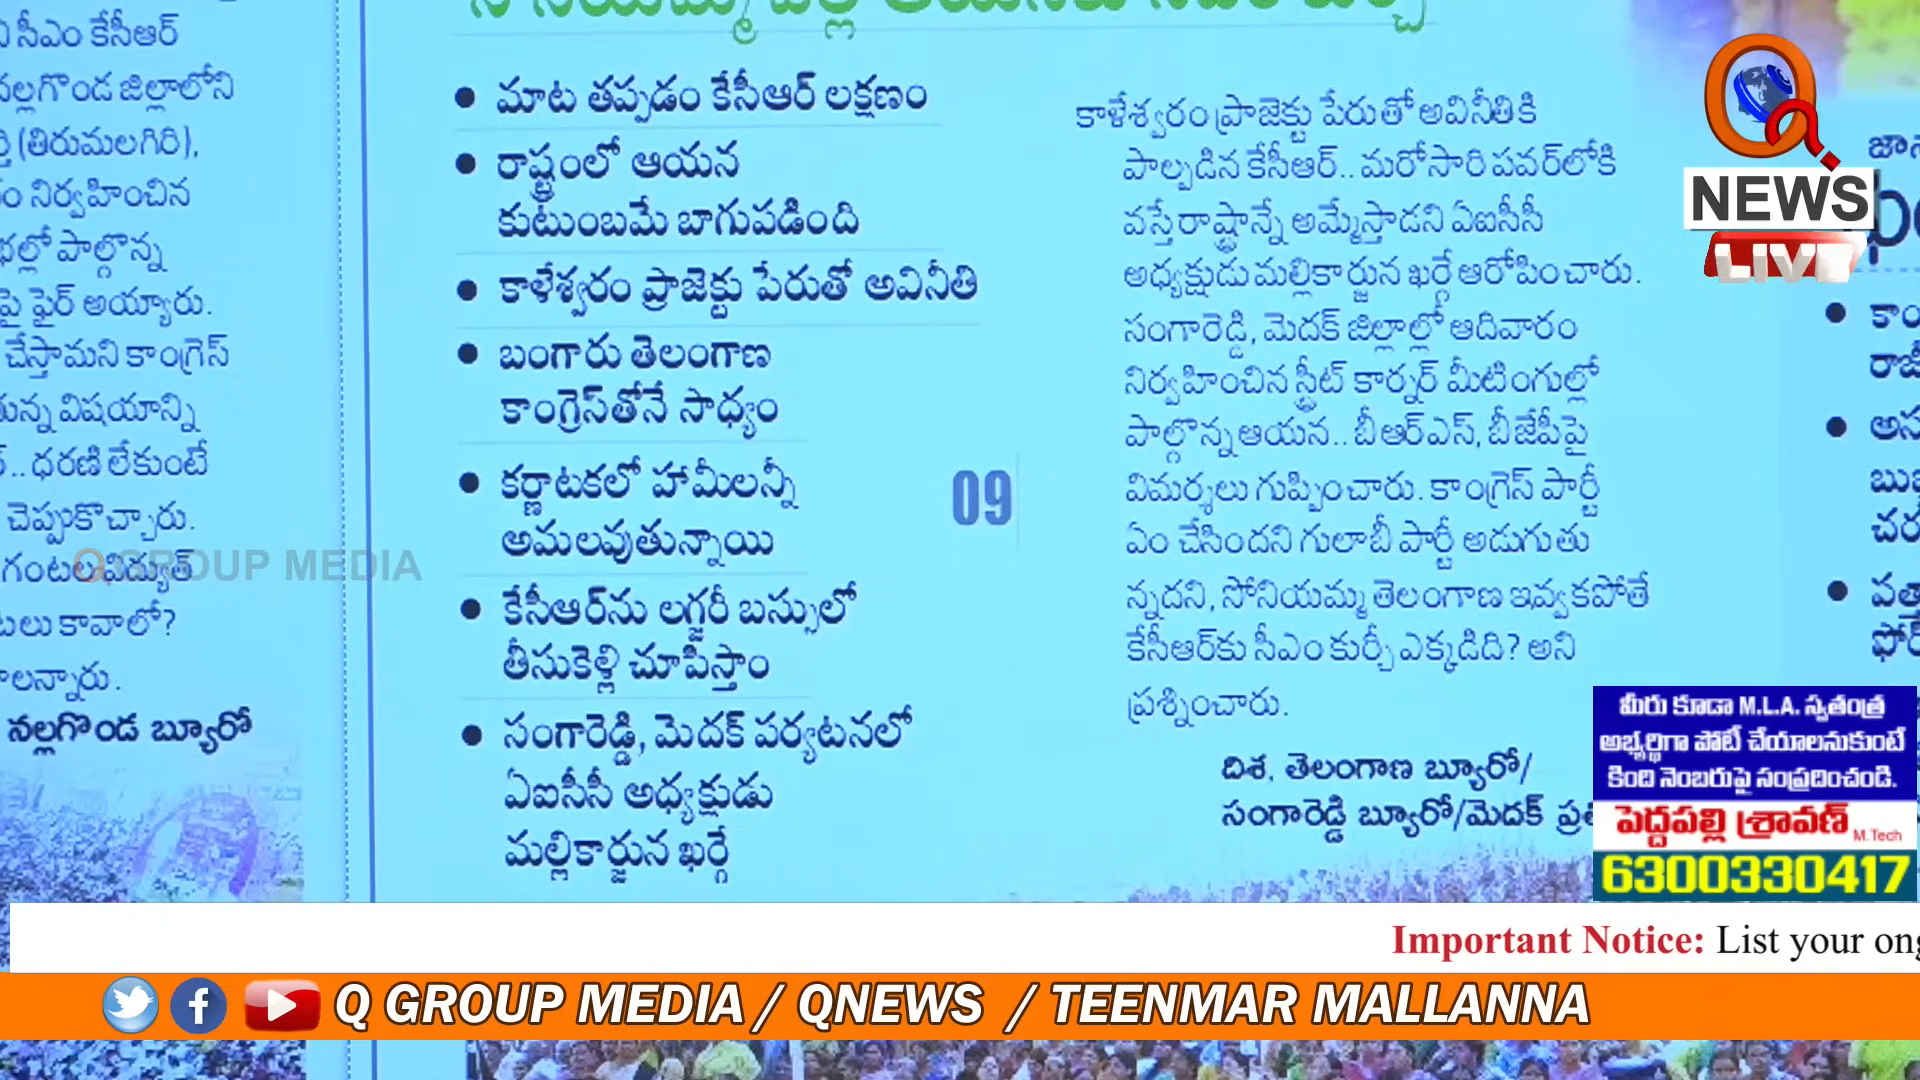 సీఎం కేసీఆర్
నల్లగొండ జిల్లాలోని
(తిరుమలగిరి),
నిర్వహించిన
పాల్గొన్న
పై ఫైర్ అయ్యారు.
చేస్తామని కాంగ్రెస్
విషయాన్ని
ధరణి లేకుంటే
చెప్పుకొచ్చారు.
గంటల విద్యుత్
కావాలో?
నల్లగొండ బ్యూరో
• మాట తప్పడం కేసీఆర్ లక్షణం
• రాష్ట్రంలో ఆయన
కుటుంబమే బాగుపడింది
• కాళేశ్వరం ప్రాజెక్టు పేరుతో అవినీతి
• బంగారు తెలంగాణ
కాంగ్రెస్‌తోనే సాధ్యం
• కర్ణాటకలో హామీలన్నీ
అమలవుతున్నాయి
• కేసీఆర్‌ను లగ్జరీ బస్సులో
తీసుకెళ్లి చూపిస్తాం
• సంగారెడ్డి, మెదక్ పర్యటనలో
ఏఐసీసీ అధ్యక్షుడు
మల్లికార్జున ఖర్గే
09
కాళేశ్వరం ప్రాజెక్టు పేరుతో అవినీతికి
పాల్పడిన కేసీఆర్.. మరోసారి పవర్‌లోకి
వస్తే రాష్ట్రాన్నే అమ్మేస్తాడని ఏఐసీసీ
అధ్యక్షుడు మల్లికార్జున ఖర్గే ఆరోపించారు.
సంగారెడ్డి, మెదక్ జిల్లాల్లో ఆదివారం
నిర్వహించిన స్ట్రీట్ కార్నర్ మీటింగుల్లో
పాల్గొన్న ఆయన.. బీఆర్ఎస్, బీజేపీపై
విమర్శలు గుప్పించారు. కాంగ్రెస్ పార్టీ
ఏం చేసిందని గులాబీ పార్టీ అడుగుతు
న్నదని, సోనియమ్మ తెలంగాణ ఇవ్వకపోతే
కేసీఆర్‌కు సీఎం కుర్చీ ఎక్కడిది? అని
ప్రశ్నించారు.
దిశ, తెలంగాణ బ్యూరో/
సంగారెడ్డి బ్యూరో/మెదక్
Q
NEWS
LIVE
Q GROUP MEDIA
మీరు కూడా M.L.A. స్వతంత్ర
అభ్యర్థిగా పోటీ చేయాలనుకుంటే
కింది నెంబరుపై సంప్రదించండి.
పెద్దపల్లి శ్రావణ్ M.Tech
6300330417
Important Notice: List your
Q GROUP MEDIA / QNEWS / TEENMAR MALLANNA